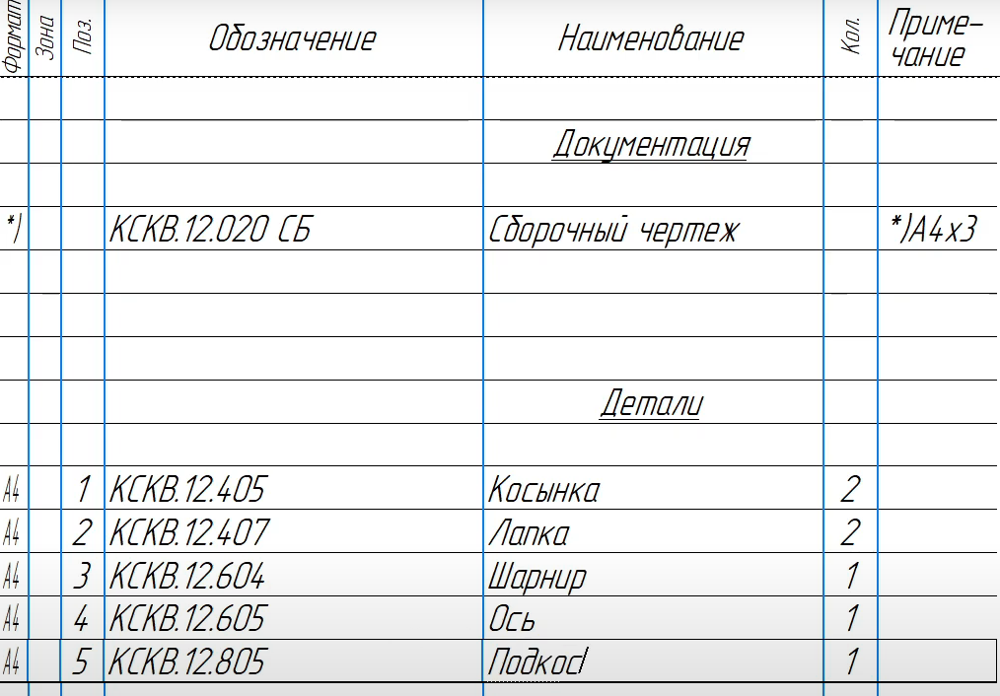 Формат Зона Поз. Обозначение Наименование Кол. Приме-
чание
Документация
*) КСКВ.12.020 СБ Сборочный чертеж *)А4х3
Детали
А4 1 КСКВ.12.405 Косынка 2
А4 2 КСКВ.12.407 Лапка 2
А4 3 КСКВ.12.604 Шарнир 1
А4 4 КСКВ.12.605 Ось 1
А4 5 КСКВ.12.805 Подкос 1